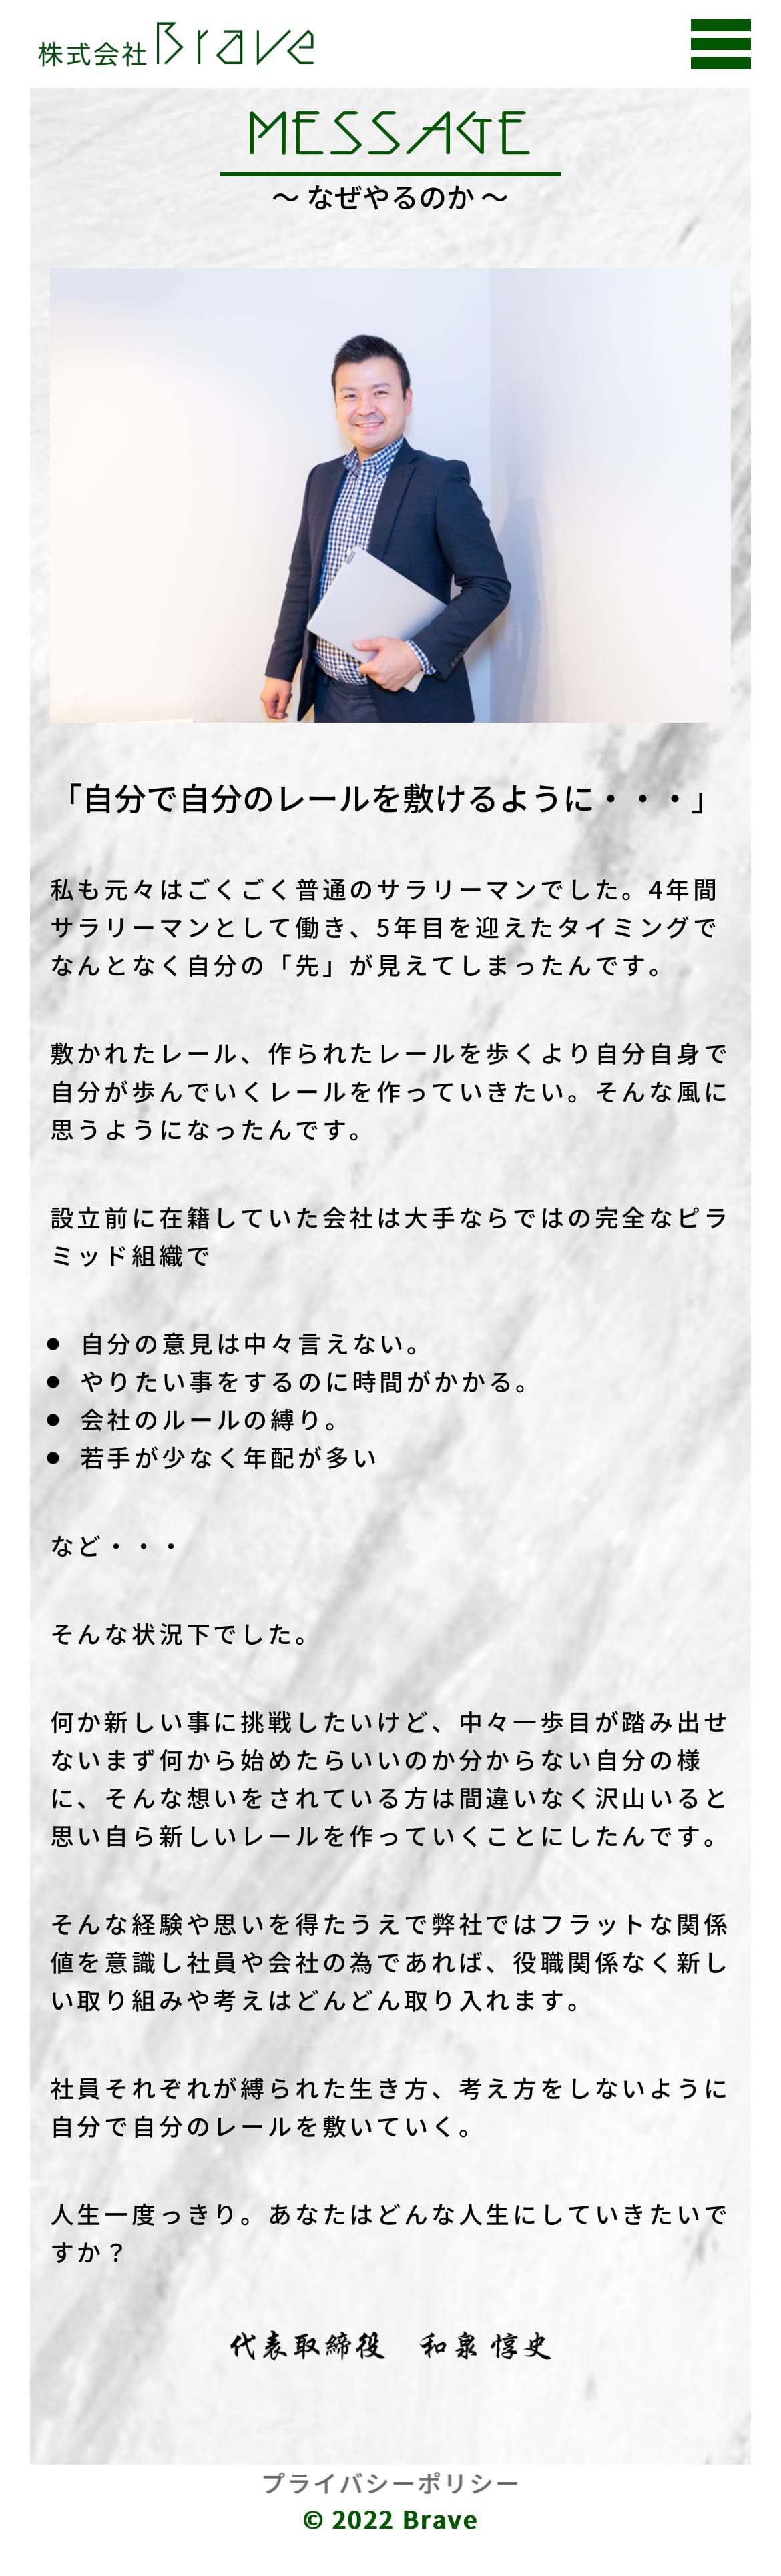 株式会社Brave
MESSAGE
～ なぜやるのか ～
「自分で自分のレールを敷けるように・・・」
私も元々はごくごく普通のサラリーマンでした。4年間
サラリーマンとして働き、5年目を迎えたタイミングで
なんとなく自分の「先」が見えてしまったんです。
敷かれたレール、作られたレールを歩くより自分自身で
自分が歩んでいくレールを作っていきたい。そんな風に
思うようになったんです。
設立前に在籍していた会社は大手ならではの完全なピラ
ミッド組織で
● 自分の意見は中々言えない。
● やりたい事をするのに時間がかかる。
● 会社のルールの縛り。
● 若手が少なく年配が多い
など・・・
そんな状況下でした。
何か新しい事に挑戦したいけど、中々一歩目が踏み出せ
ないまず何から始めたらいいのか分からない自分の様
に、そんな想いをされている方は間違いなく沢山いると
思い自ら新しいレールを作っていくことにしたんです。
そんな経験や思いを得たうえで弊社ではフラットな関係
値を意識し社員や会社の為であれば、役職関係なく新し
い取り組みや考えはどんどん取り入れます。
社員それぞれが縛られた生き方、考え方をしないように
自分で自分のレールを敷いていく。
人生一度っきり。あなたはどんな人生にしていきたいで
すか？
代表取締役　和泉 惇史
プライバシーポリシー
© 2022 Brave